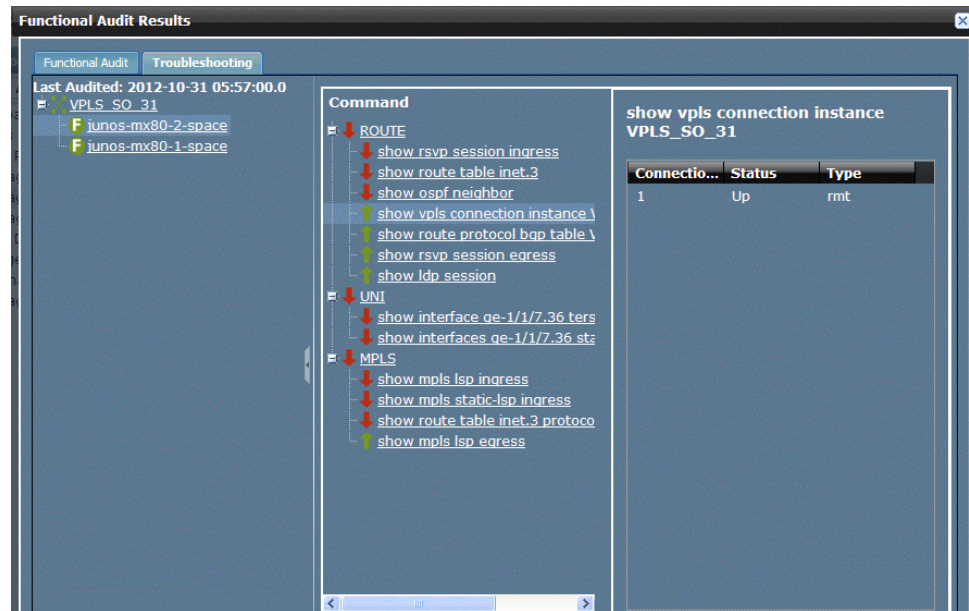 Functional Audit Results
Functional Audit
Troubleshooting
Last Audited: 2012-10-31 05:57:00.0
VPLS_SO_31
F junos-mx80-2-space
F junos-mx80-1-space
Command
ROUTE
show rsvp session ingress
show route table inet.3
show ospf neighbor
show vpls connection instance V
show route protocol bgp table V
show rsvp session egress
show ldp session
UNI
show interface ge-1/1/7.36 ters
show interfaces ge-1/1/7.36 sta
MPLS
show mpls lsp ingress
show mpls static-lsp ingress
show route table inet.3 protoco
show mpls lsp egress
show vpls connection instance
VPLS_SO_31
Connectio... Status Type
1 Up rmt